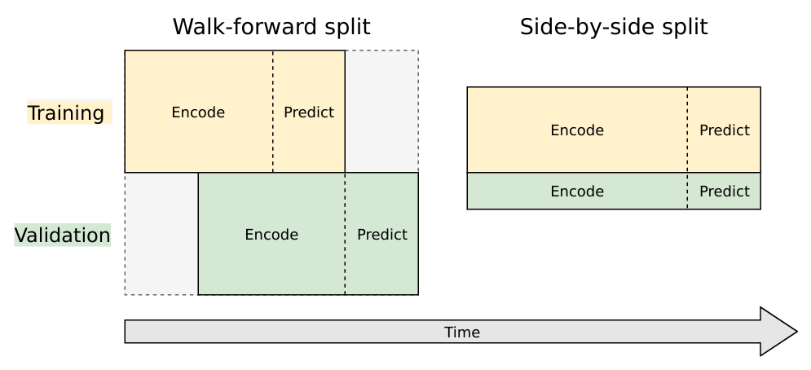 Walk-forward split
Side-by-side split
Training
Encode
Predict
Encode
Predict
Encode
Predict
Validation
Encode
Predict
Time